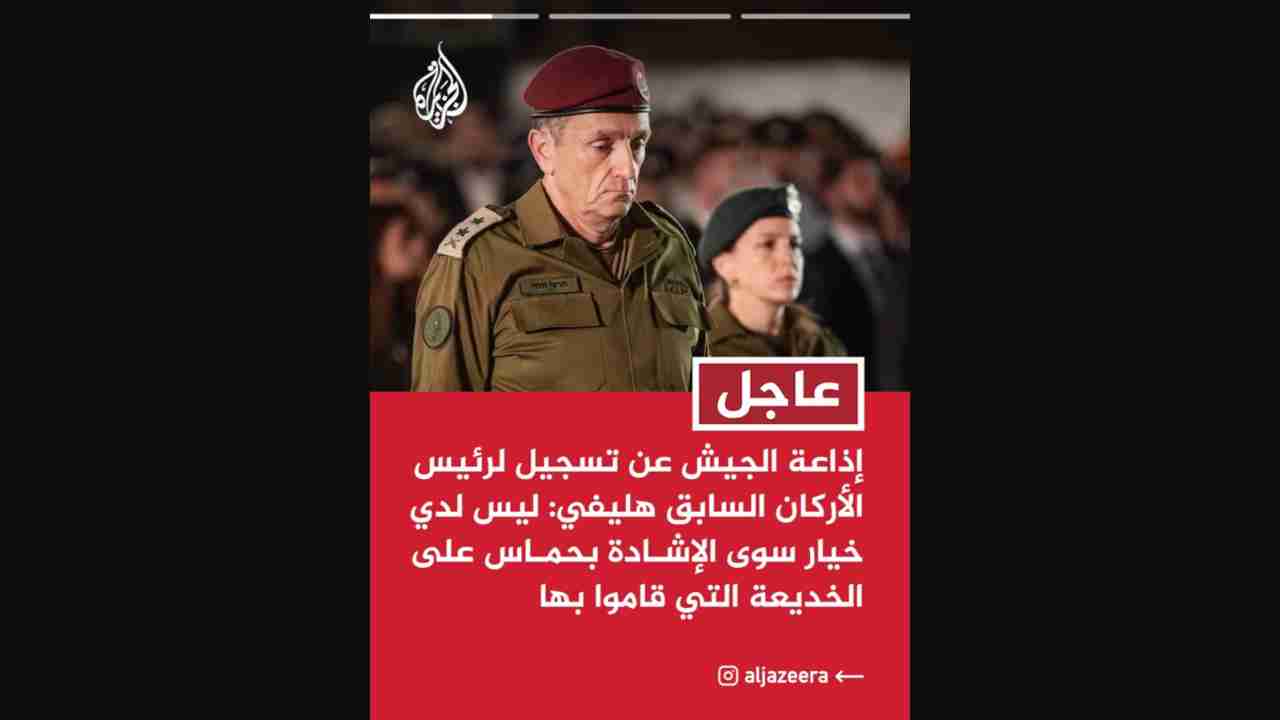 الجزيرة
عاجل
إذاعة الجيش عن تسجيل لرئيس
الأركان السابق هليفي: ليس لدي
خيار سوى الإشادة بحماس على
الخديعة التي قاموا بها
aljazeera